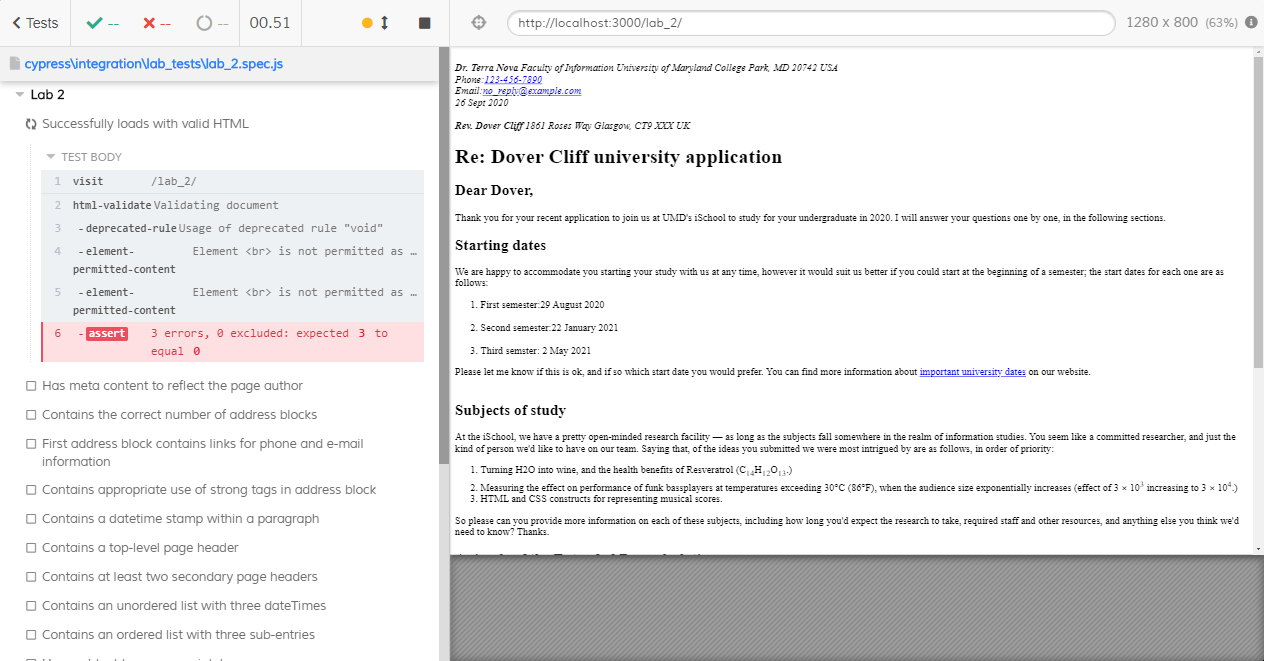 Tests
--
--
--
00.51
http://localhost:3000/lab_2/
1280 x 800 (63%)
cypress\integration\lab_tests\lab_2.spec.js
Lab 2
Successfully loads with valid HTML
TEST BODY
1 visit /lab_2/
2 html-validate Validating document
3 -deprecated-rule Usage of deprecated rule "void"
4 -element-permitted-content Element <br> is not permitted as …
5 -element-permitted-content Element <br> is not permitted as …
6 -assert 3 errors, 0 excluded: expected 3 to
equal 0
Has meta content to reflect the page author
Contains the correct number of address blocks
First address block contains links for phone and e-mail
information
Contains appropriate use of strong tags in address block
Contains a datetime stamp within a paragraph
Contains a top-level page header
Contains at least two secondary page headers
Contains an unordered list with three dateTimes
Contains an ordered list with three sub-entries
Dr. Terra Nova Faculty of Information University of Maryland College Park, MD 20742 USA
Phone:123-456-7890
Email:no_reply@example.com
26 Sept 2020
Rev. Dover Cliff 1861 Roses Way Glasgow, CT9 XXX UK
Re: Dover Cliff university application
Dear Dover,
Thank you for your recent application to join us at UMD's iSchool to study for your undergraduate in 2020. I will answer your questions one by one, in the following sections.
Starting dates
We are happy to accommodate you starting your study with us at any time, however it would suit us better if you could start at the beginning of a semester; the start dates for each one are as
follows:
1. First semester:29 August 2020
2. Second semester:22 January 2021
3. Third semster: 2 May 2021
Please let me know if this is ok, and if so which start date you would prefer. You can find more information about important university dates on our website.
Subjects of study
At the iSchool, we have a pretty open-minded research facility — as long as the subjects fall somewhere in the realm of information studies. You seem like a committed researcher, and just the
kind of person we'd like to have on our team. Saying that, of the ideas you submitted we were most intrigued by are as follows, in order of priority:
1. Turning H2O into wine, and the health benefits of Resveratrol (C₁₄H₁₂O₁₃.)
2. Measuring the effect on performance of funk bassplayers at temperatures exceeding 30°C (86°F), when the audience size exponentially increases (effect of 3 × 10³ increasing to 3 × 10⁴.)
3. HTML and CSS constructs for representing musical scores.
So please can you provide more information on each of these subjects, including how long you'd expect the research to take, required staff and other resources, and anything else you think we'd
need to know? Thanks.